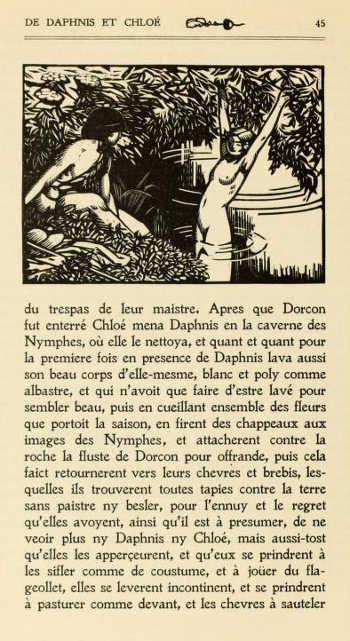 DE DAPHNIS ET CHLOÉ 45
du trespas de leur maistre. Apres que Dorcon
fut enterré Chloé mena Daphnis en la caverne des
Nymphes, où elle le nettoya, et quant et quant pour
la premiere fois en presence de Daphnis lava aussi
son beau corps d'elle-mesme, blanc et poly comme
albastre, et qui n'avoit que faire d'estre lavé pour
sembler beau, puis en cueillant ensemble des fleurs
que portoit la saison, en firent des chappeaux aux
images des Nymphes, et attacherent contre la
roche la fluste de Dorcon pour offrande, puis cela
faict retournerent vers leurs chevres et brebis, les-
quelles ils trouverent toutes tapies contre la terre
sans paistre ny besler, pour l'ennuy et le regret
qu'elles avoyent, ainsi qu'il est à presumer, de ne
veoir plus ny Daphnis ny Chloé, mais aussi-tost
qu'elles les apperçeurent, et qu'eux se prindrent à
les sifler comme de coustume, et à joüer du fla-
geollet, elles se leverent incontinent, et se prindrent
à pasturer comme devant, et les chevres à sauteler